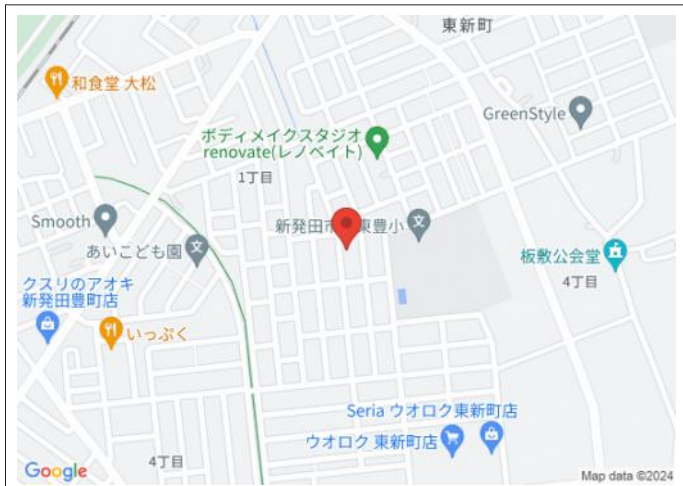 東新町
和食堂 大松
GreenStyle
ボディメイクスタジオ
renovate(レノベイト)
1丁目
Smooth
新発田市 東豊小
あいこども園
板敷公会堂
4丁目
クスリのアオキ
新発田豊町店
いっぷく
Seria ウオロク東新町店
ウオロク 東新町店
4丁目
Google
Map data ©2024